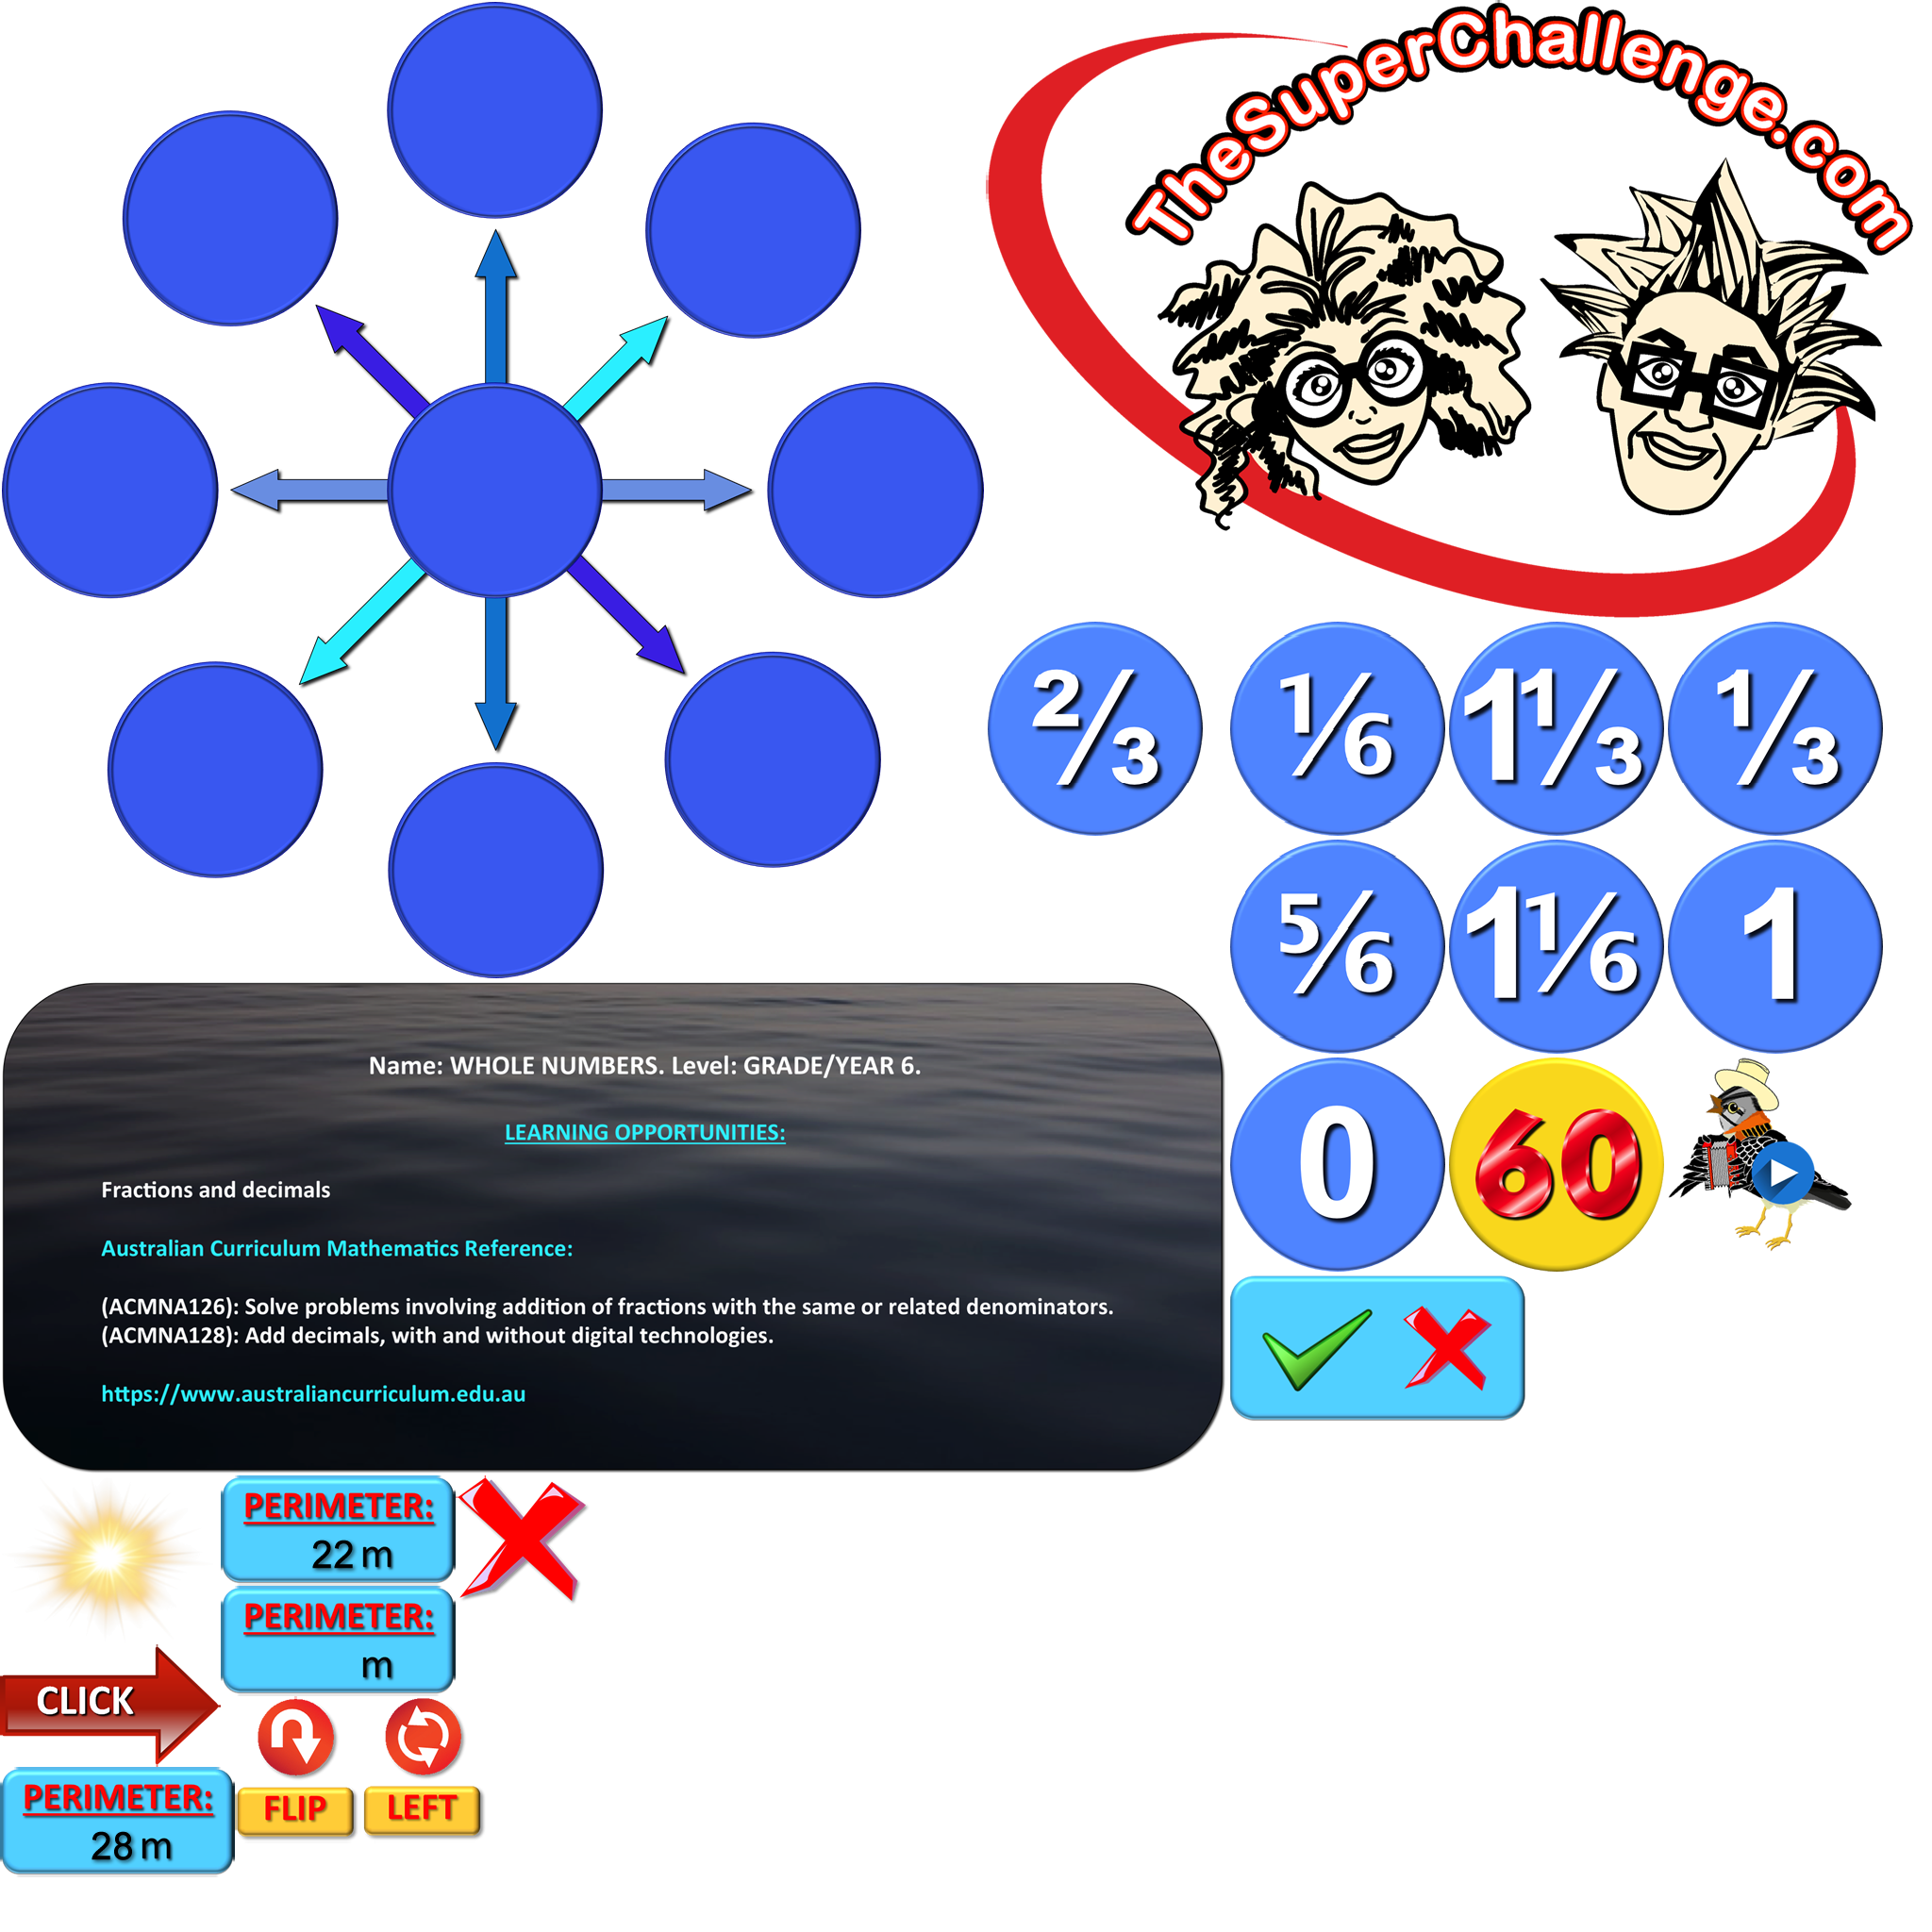 TheSuperChallenge.com
2/3
1/6
1 1/3
1/3
5/6
1 1/6
1
0
60
Name: WHOLE NUMBERS. Level: GRADE/YEAR 6.
LEARNING OPPORTUNITIES:
Fractions and decimals
Australian Curriculum Mathematics Reference:
(ACMNA126): Solve problems involving addition of fractions with the same or related denominators.
(ACMNA128): Add decimals, with and without digital technologies.
https://www.australiancurriculum.edu.au
PERIMETER:
22 m
PERIMETER:
m
CLICK
PERIMETER:
28 m
FLIP
LEFT